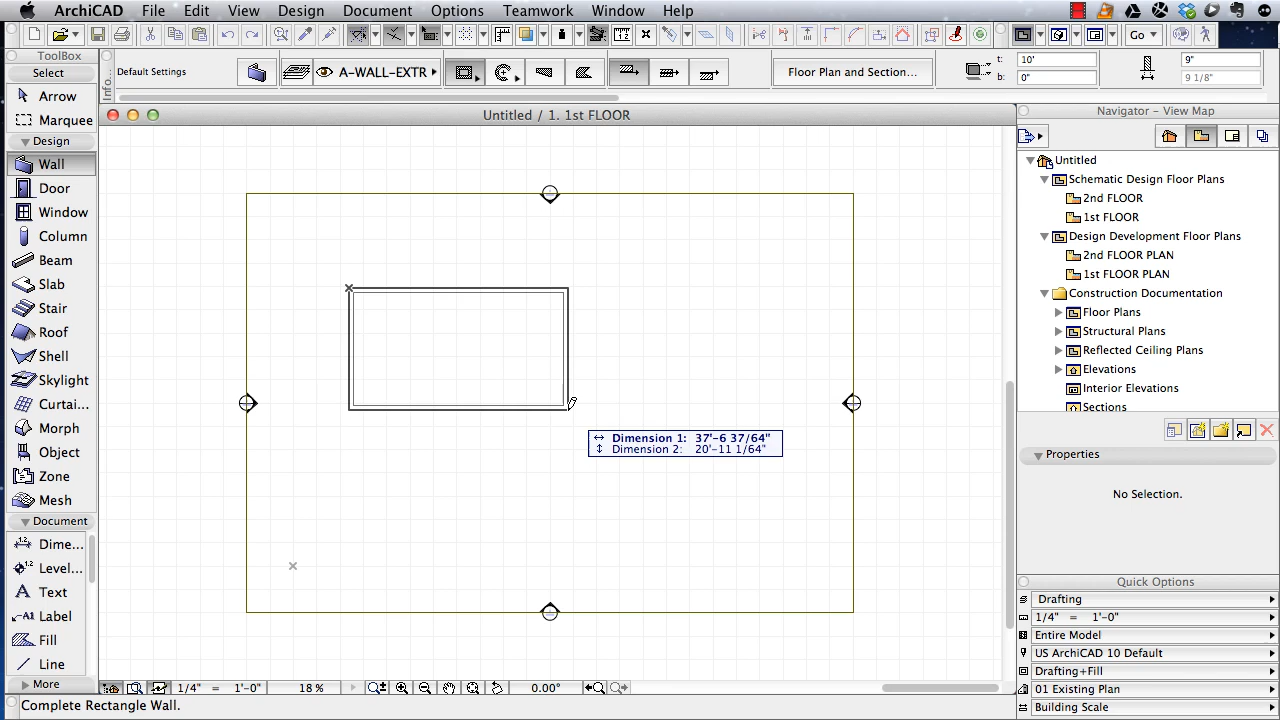 ArchiCAD File Edit View Design Document Options Teamwork Window Help
Go
ToolBox
Select
Arrow
Marquee
Design
Wall
Door
Window
Column
Beam
Slab
Stair
Roof
Shell
Skylight
Curtai...
Morph
Object
Zone
Mesh
Document
Dime...
Level...
Text
Label
Fill
Line
More
Info...
Default Settings
A-WALL-EXTR
Floor Plan and Section...
t: 10'
b: 0"
9"
9 1/8"
Untitled / 1. 1st FLOOR
Dimension 1: 37'-6 37/64"
Dimension 2: 20'-11 1/64"
1/4" = 1'-0"
18 %
0.00°
Complete Rectangle Wall.
Navigator - View Map
Untitled
Schematic Design Floor Plans
2nd FLOOR
1st FLOOR
Design Development Floor Plans
2nd FLOOR PLAN
1st FLOOR PLAN
Construction Documentation
Floor Plans
Structural Plans
Reflected Ceiling Plans
Elevations
Interior Elevations
Sections
Properties
No Selection.
Quick Options
Drafting
1/4" = 1'-0"
Entire Model
US ArchiCAD 10 Default
Drafting+Fill
01 Existing Plan
Building Scale